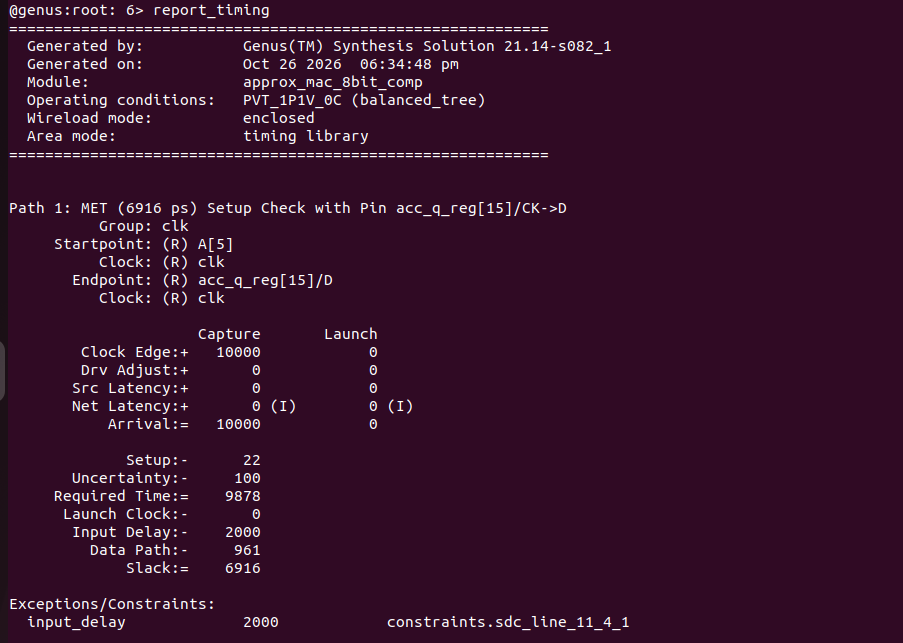 @genus:root: 6> report_timing
============================================================
  Generated by:           Genus(TM) Synthesis Solution 21.14-s082_1
  Generated on:           Oct 26 2026  06:34:48 pm
  Module:                 approx_mac_8bit_comp
  Operating conditions:   PVT_1P1V_0C (balanced_tree)
  Wireload mode:          enclosed
  Area mode:              timing library
============================================================
Path 1: MET (6916 ps) Setup Check with Pin acc_q_reg[15]/CK->D
          Group: clk
     Startpoint: (R) A[5]
          Clock: (R) clk
       Endpoint: (R) acc_q_reg[15]/D
          Clock: (R) clk
                     Capture       Launch
        Clock Edge:+   10000            0
        Drv Adjust:+       0            0
       Src Latency:+       0            0
       Net Latency:+       0 (I)        0 (I)
           Arrival:=   10000            0
             Setup:-      22
       Uncertainty:-     100
     Required Time:=    9878
      Launch Clock:-       0
       Input Delay:-    2000
         Data Path:-     961
             Slack:=    6916
Exceptions/Constraints:
  input_delay             2000            constraints.sdc_line_11_4_1